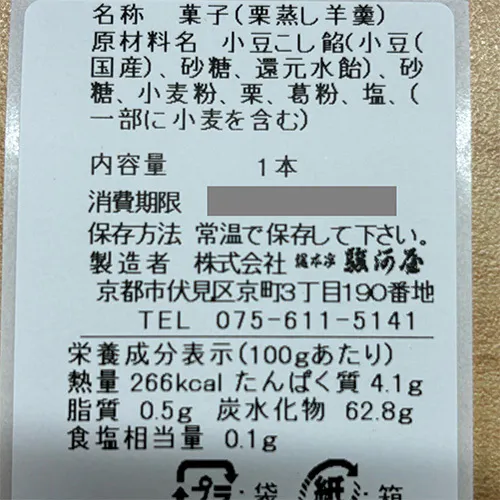 名称　菓子(栗蒸し羊羹)
原材料名　小豆こし餡(小豆(
国産)、砂糖、還元水飴)、砂
糖、小麦粉、栗、葛粉、塩、(
一部に小麦を含む)
内容量　1本
消費期限
保存方法 常温で保存して下さい。
製造者　株式会社 総本家 駿河屋
京都市伏見区京町3丁目190番地
TEL　075-611-5141
栄養成分表示(100gあたり)
熱量 266kcal たんぱく質 4.1g
脂質　0.5g　炭水化物　62.8g
食塩相当量　0.1g
プラ:袋　紙:箱